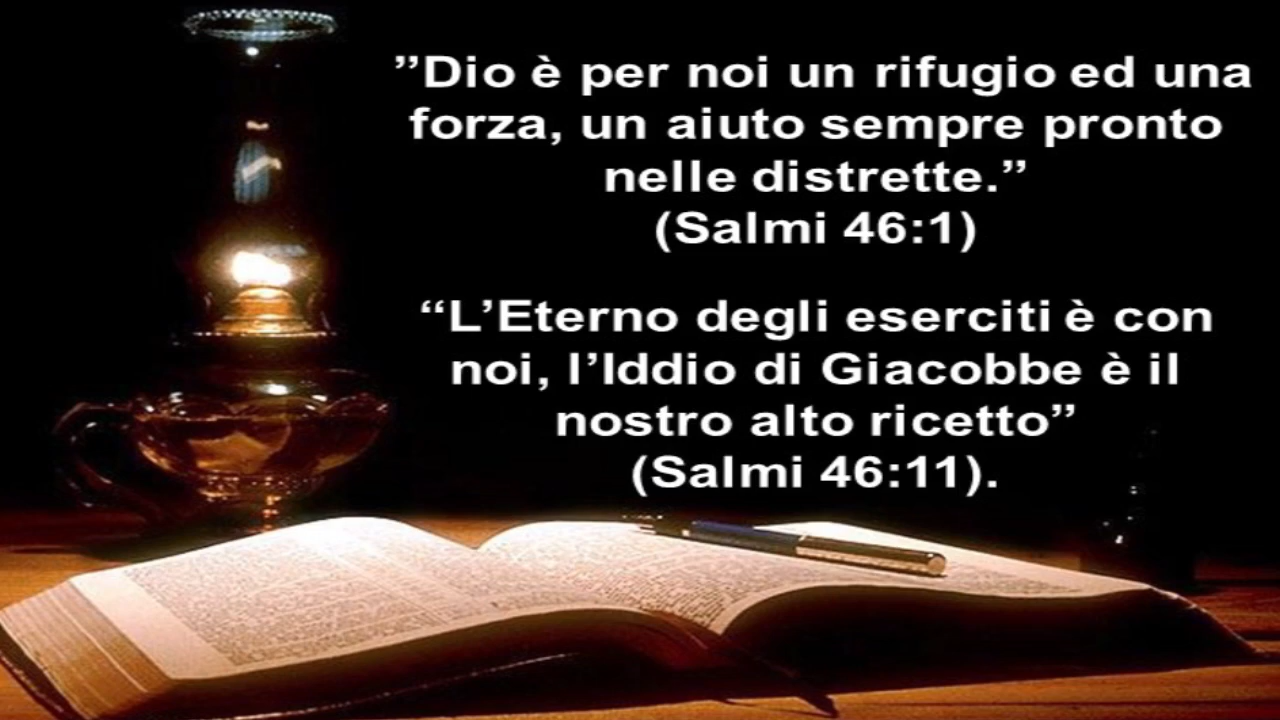 ”Dio è per noi un rifugio ed una
forza, un aiuto sempre pronto
nelle distrette.”
(Salmi 46:1)
“L’Eterno degli eserciti è con
noi, l’Iddio di Giacobbe è il
nostro alto ricetto”
(Salmi 46:11).